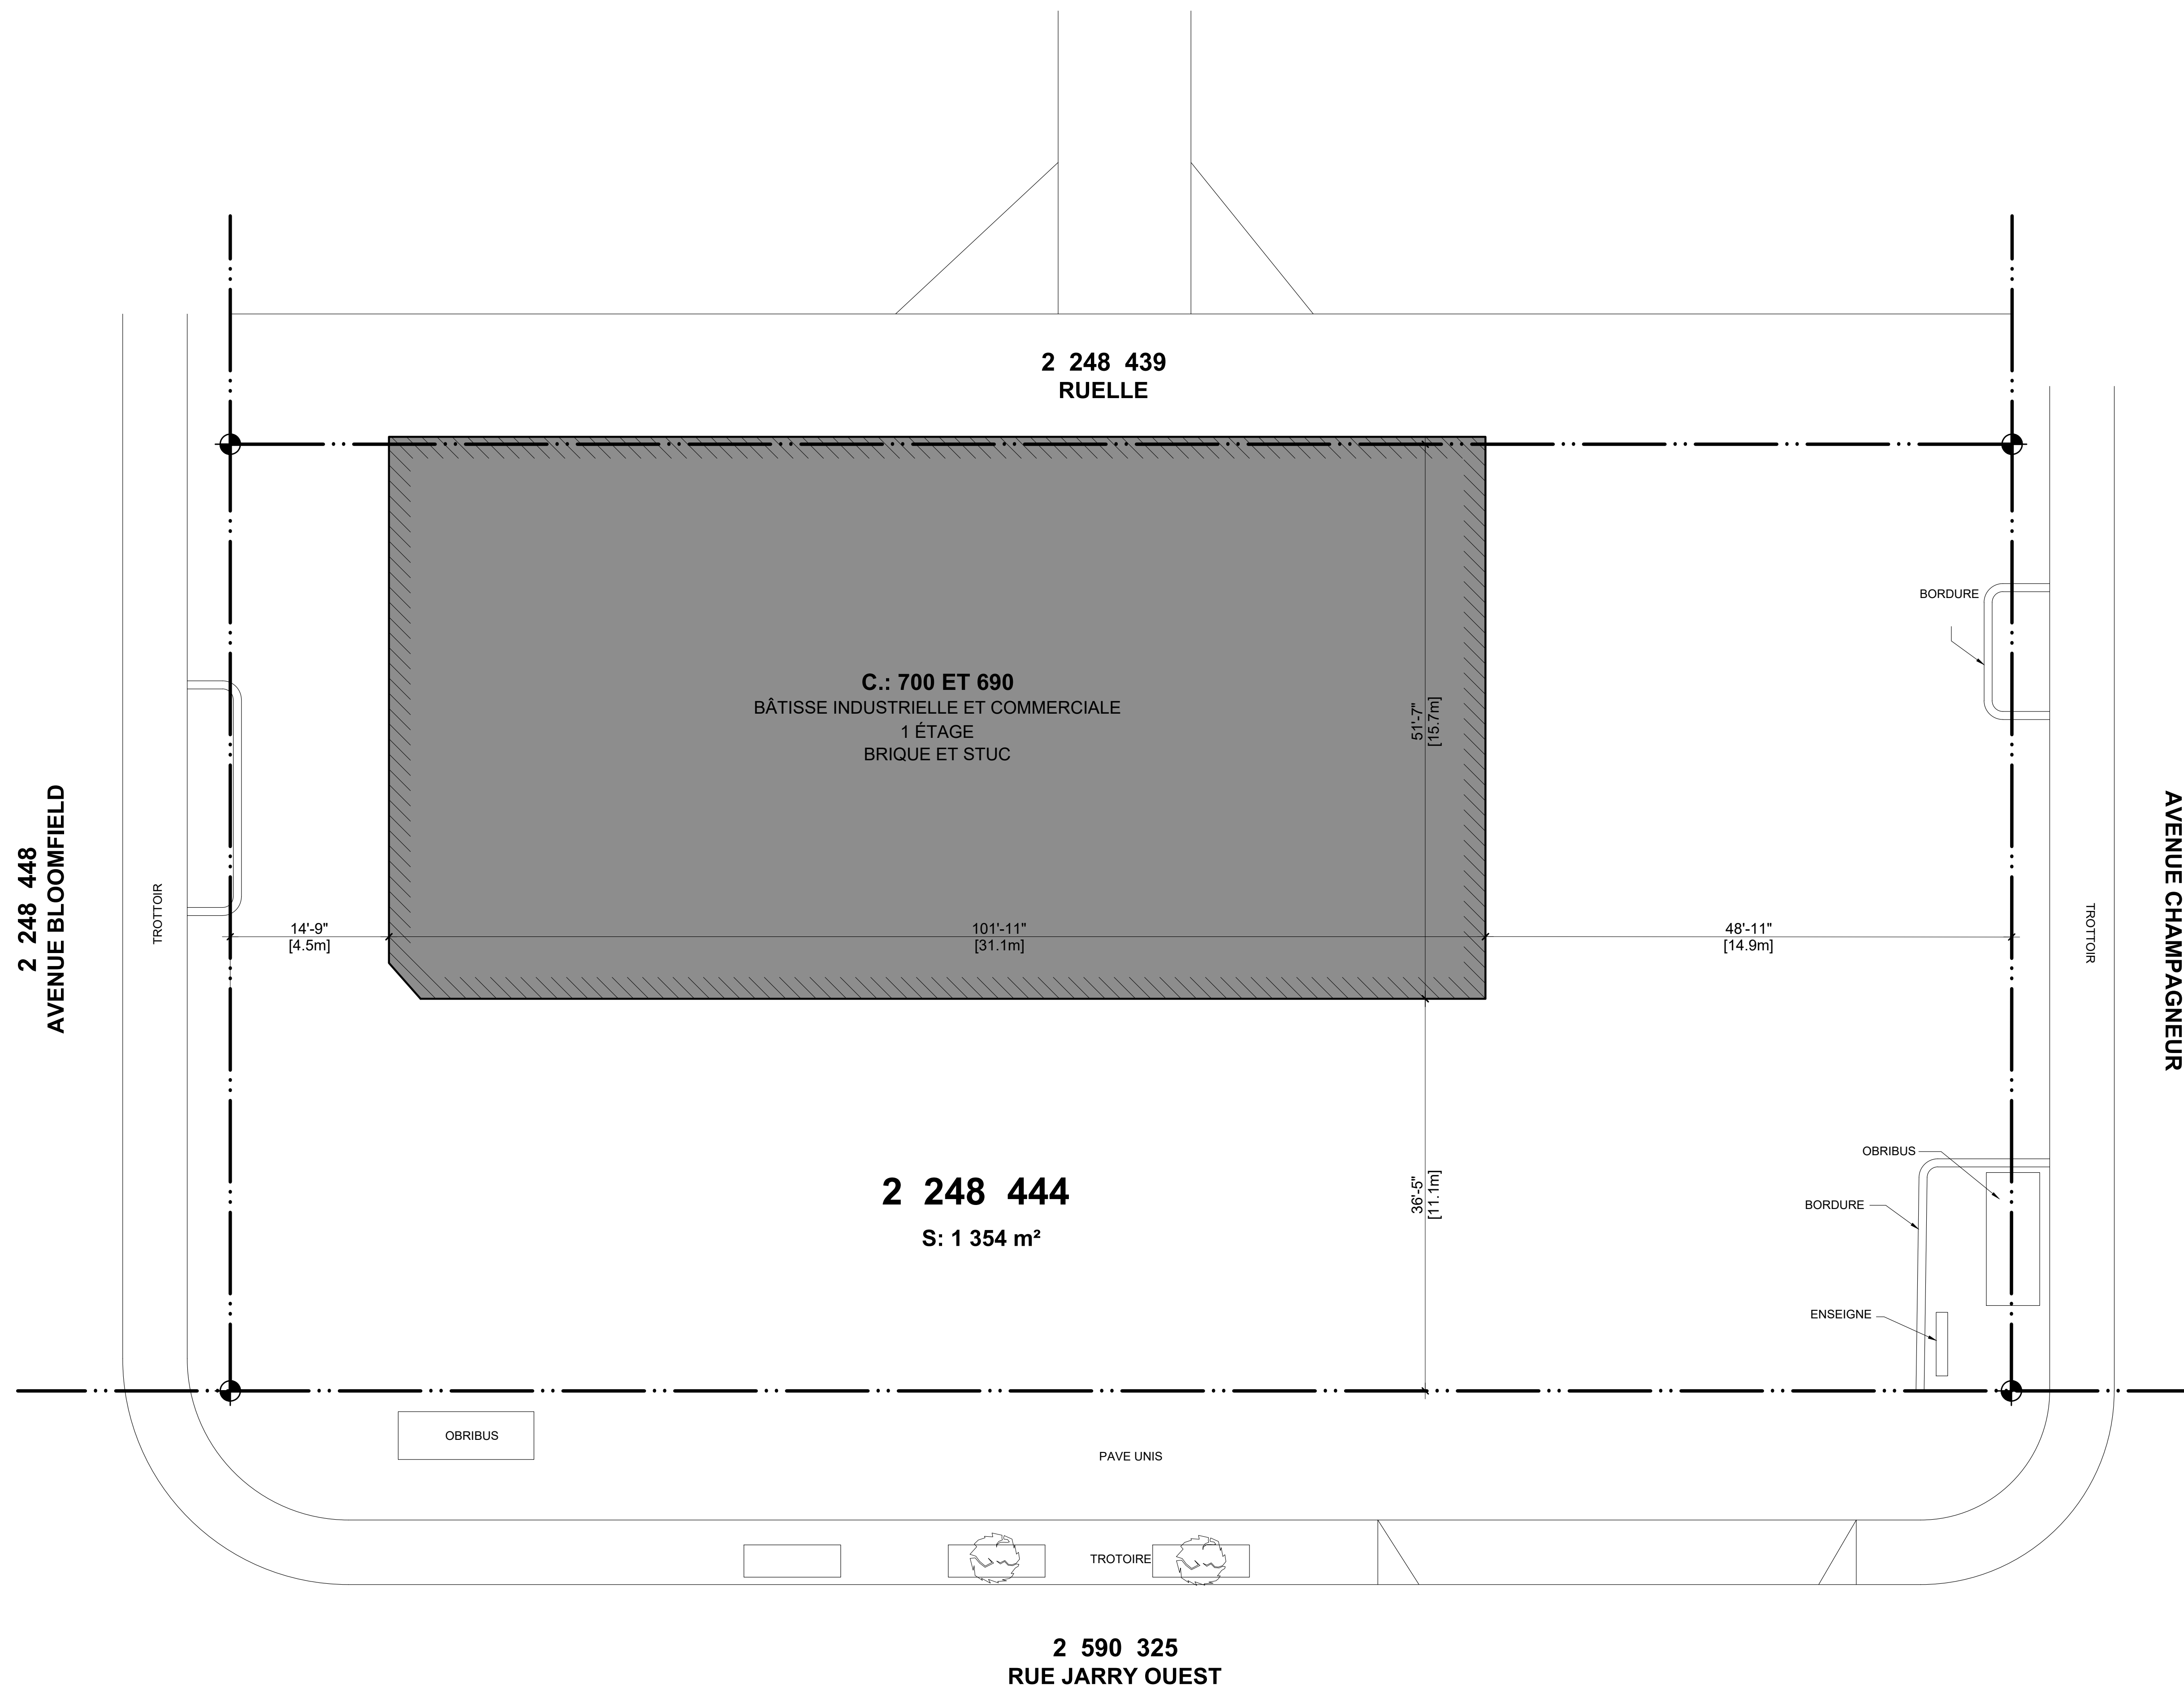 2 248 439
RUELLE
BORDURE
C.: 700 ET 690
BÂTISSE INDUSTRIELLE ET COMMERCIALE
1 ÉTAGE
BRIQUE ET STUC
51'-7"
[15.7m]
2 248 448
AVENUE BLOOMFIELD
TROTTOIR
14'-9"
[4.5m]
101'-11"
[31.1m]
48'-11"
[14.9m]
TROTTOIR
AVENUE CHAMPAGNEUR
2 248 444
S: 1 354 m²
36'-5"
[11.1m]
OBRIBUS
BORDURE
ENSEIGNE
OBRIBUS
PAVE UNIS
TROTOIRE
2 590 325
RUE JARRY OUEST